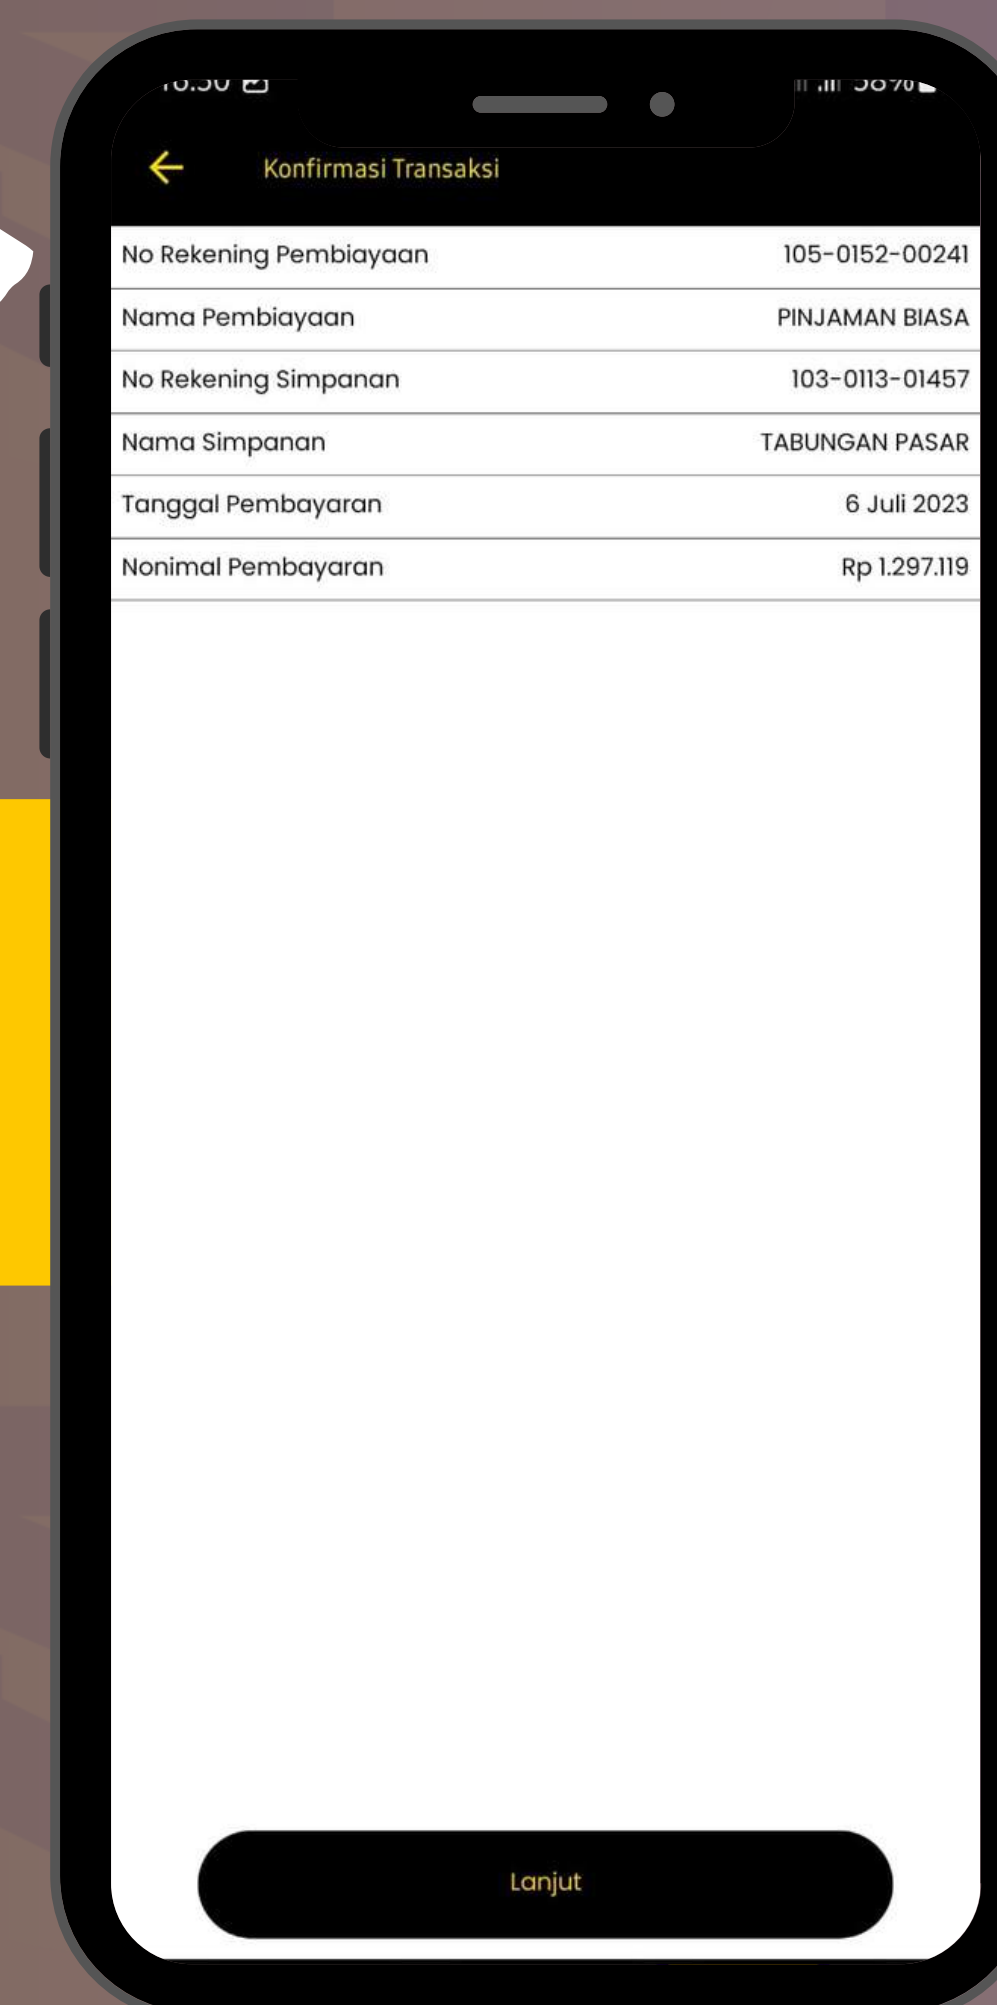 Konfirmasi Transaksi
No Rekening Pembiayaan 105-0152-00241
Nama Pembiayaan PINJAMAN BIASA
No Rekening Simpanan 103-0113-01457
Nama Simpanan TABUNGAN PASAR
Tanggal Pembayaran 6 Juli 2023
Nonimal Pembayaran Rp 1.297.119
Lanjut